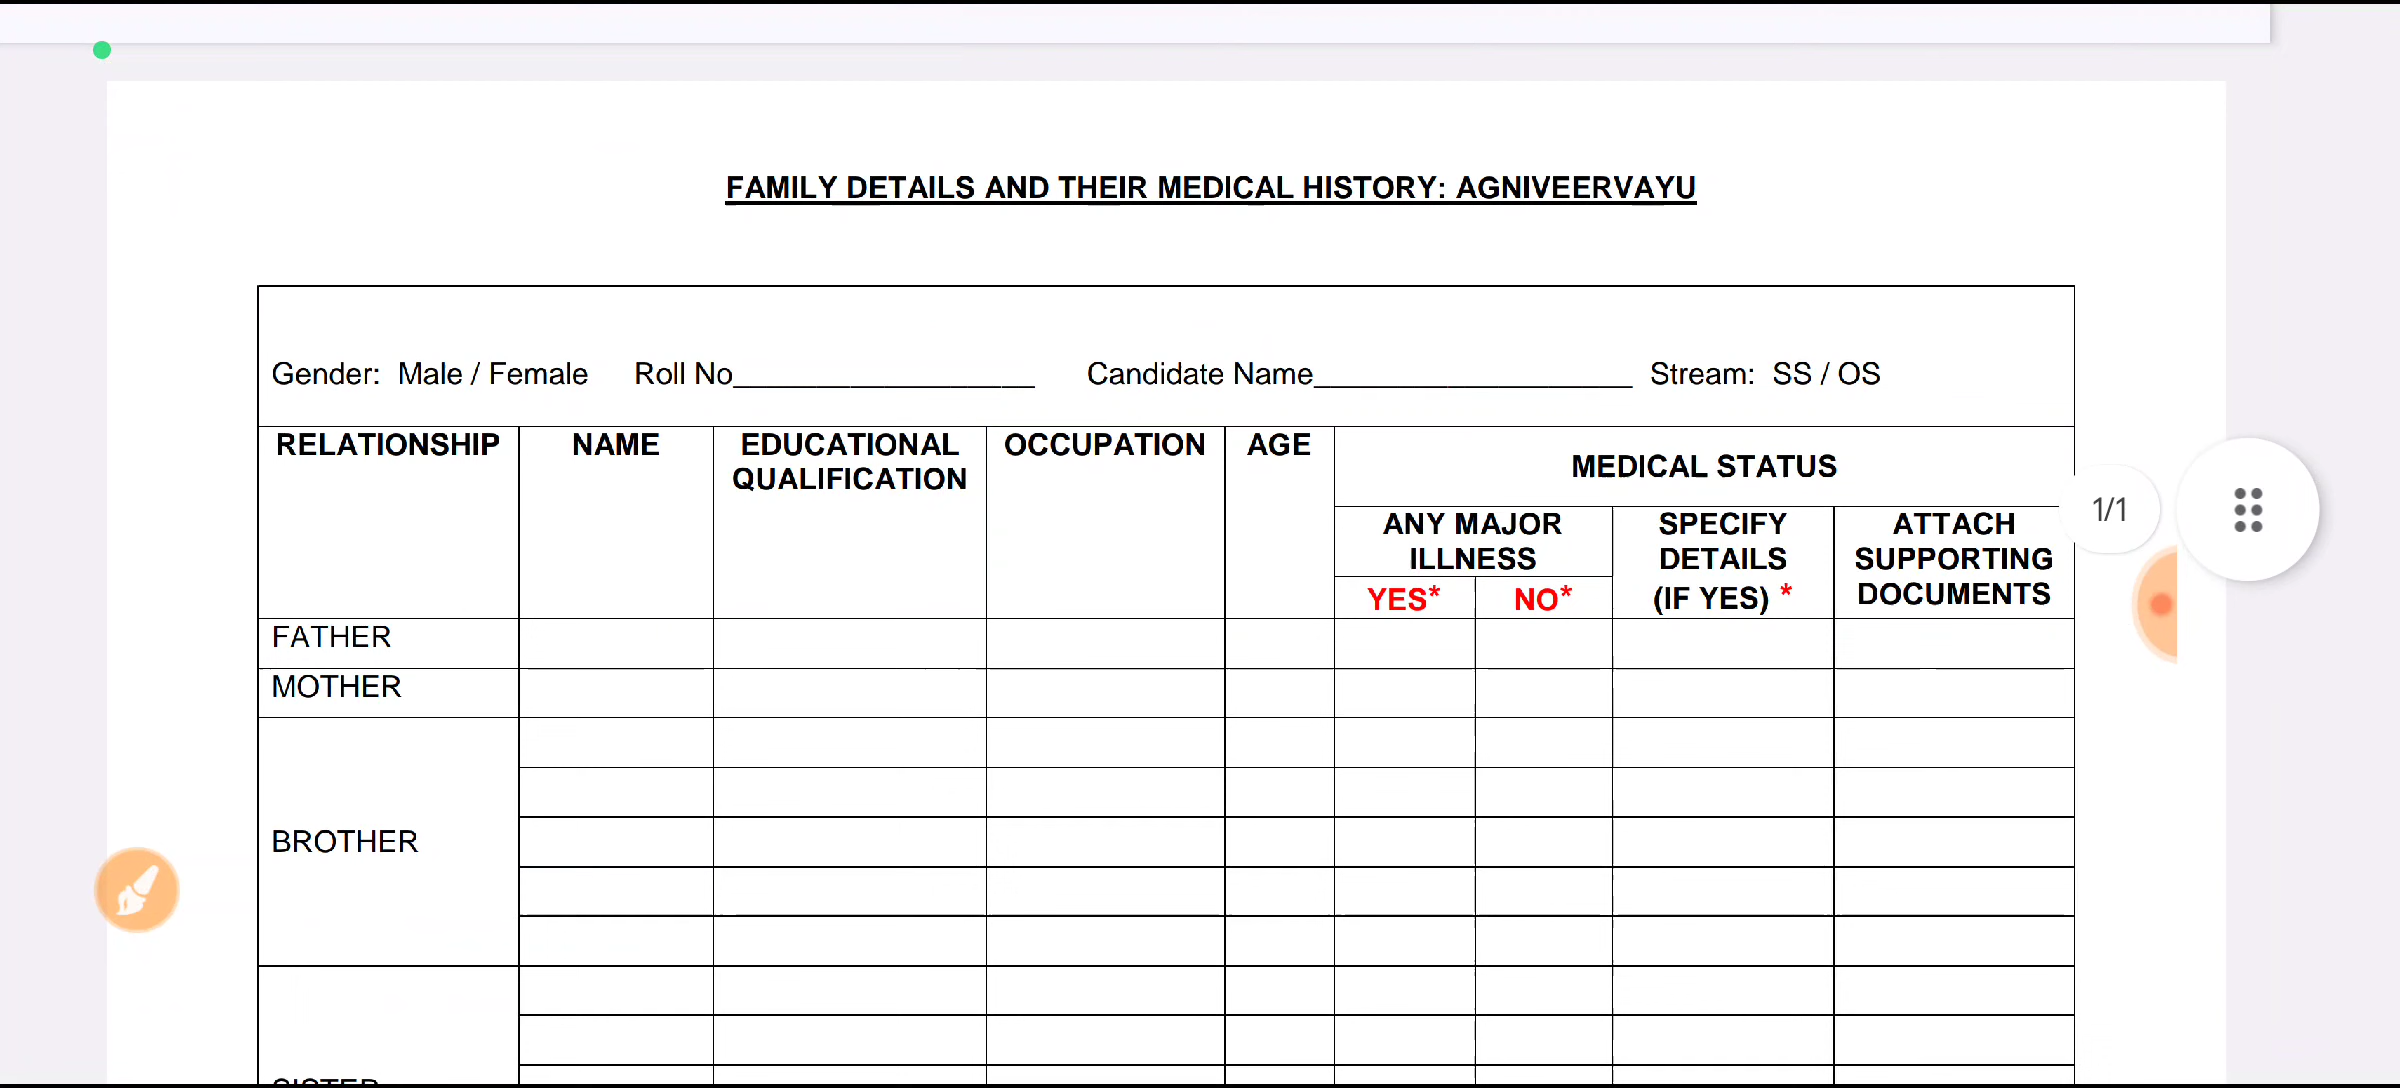 FAMILY DETAILS AND THEIR MEDICAL HISTORY: AGNIVEERVAYU
Gender: Male / Female Roll No__________________ Candidate Name___________________ Stream: SS / OS
RELATIONSHIP NAME EDUCATIONAL QUALIFICATION OCCUPATION AGE MEDICAL STATUS
ANY MAJOR ILLNESS SPECIFY DETAILS (IF YES) * ATTACH SUPPORTING DOCUMENTS
YES* NO*
1/1
FATHER
MOTHER
BROTHER
SISTER